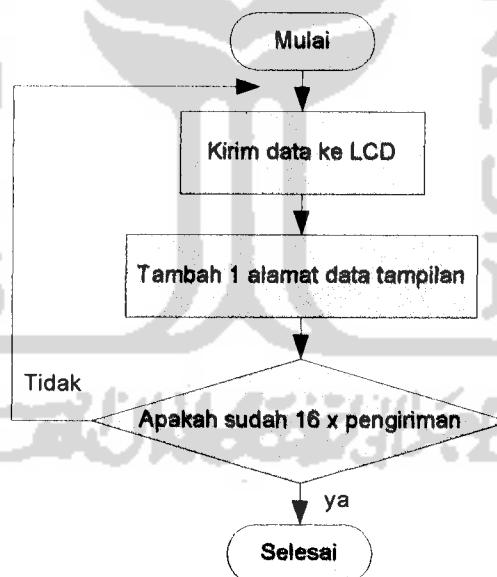 Mulai
Kirim data ke LCD
Tambah 1 alamat data tampilan
Tidak
Apakah sudah 16 x pengiriman
ya
Selesai